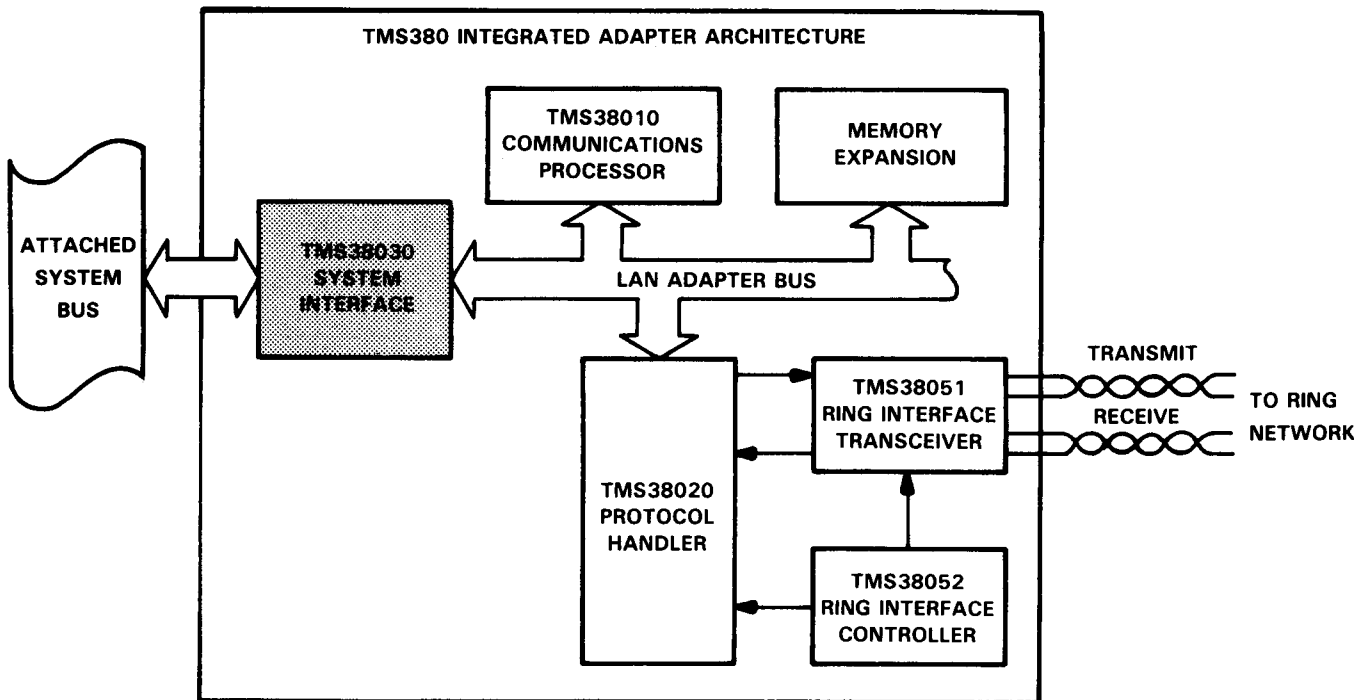 TMS380 INTEGRATED ADAPTER ARCHITECTURE
TMS38010
COMMUNICATIONS
PROCESSOR
MEMORY
EXPANSION
ATTACHED
SYSTEM
BUS
TMS38030
SYSTEM
INTERFACE
LAN ADAPTER BUS
TMS38020
PROTOCOL
HANDLER
TMS38051
RING INTERFACE
TRANSCEIVER
TRANSMIT
RECEIVE
TO RING
NETWORK
TMS38052
RING INTERFACE
CONTROLLER